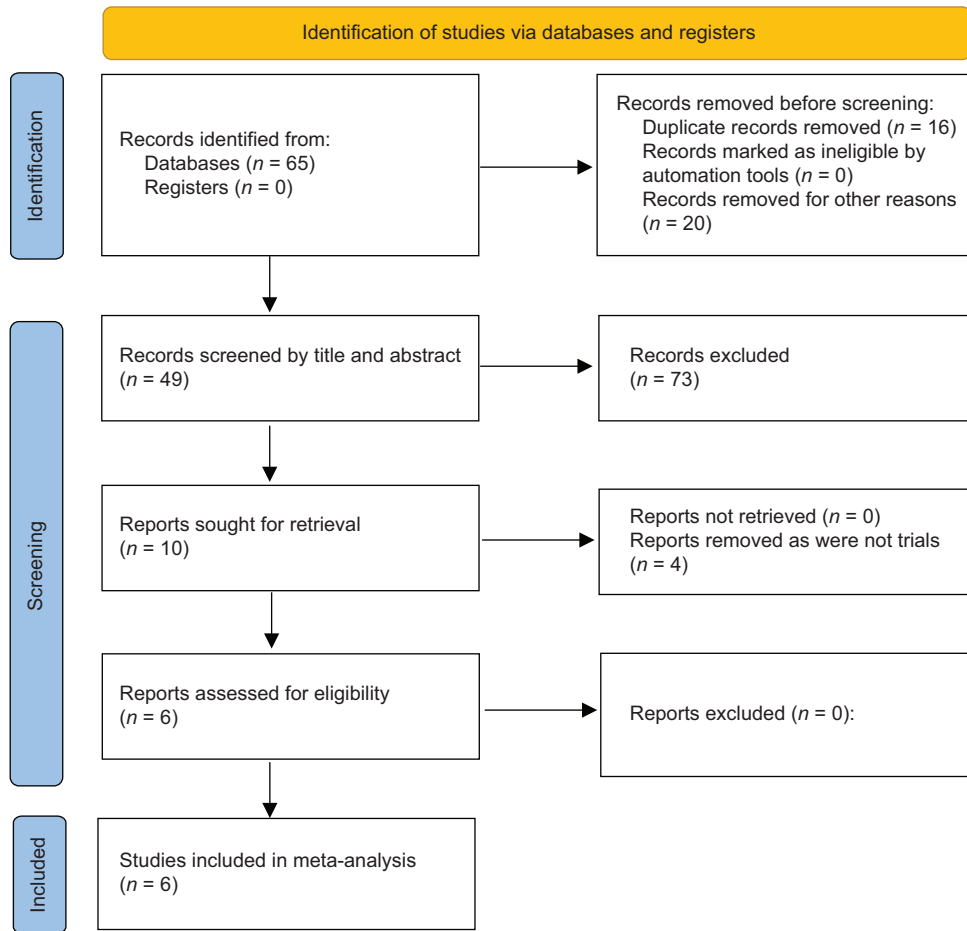 Identification of studies via databases and registers
Identification
Records identified from:
Databases (n = 65)
Registers (n = 0)
Records removed before screening:
Duplicate records removed (n = 16)
Records marked as ineligible by
automation tools (n = 0)
Records removed for other reasons
(n = 20)
Screening
Records screened by title and abstract
(n = 49)
Records excluded
(n = 73)
Reports sought for retrieval
(n = 10)
Reports not retrieved (n = 0)
Reports removed as were not trials
(n = 4)
Reports assessed for eligibility
(n = 6)
Reports excluded (n = 0):
Included
Studies included in meta-analysis
(n = 6)